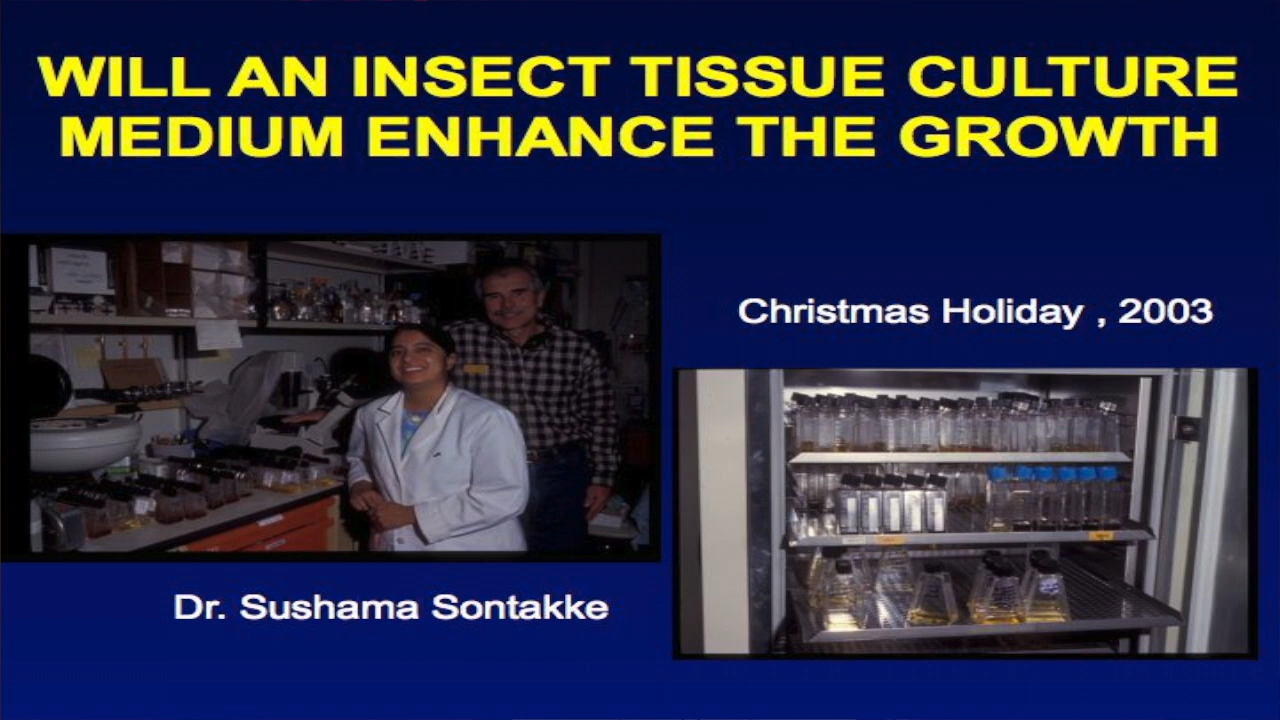 WILL AN INSECT TISSUE CULTURE
MEDIUM ENHANCE THE GROWTH
Christmas Holiday , 2003
Dr. Sushama Sontakke